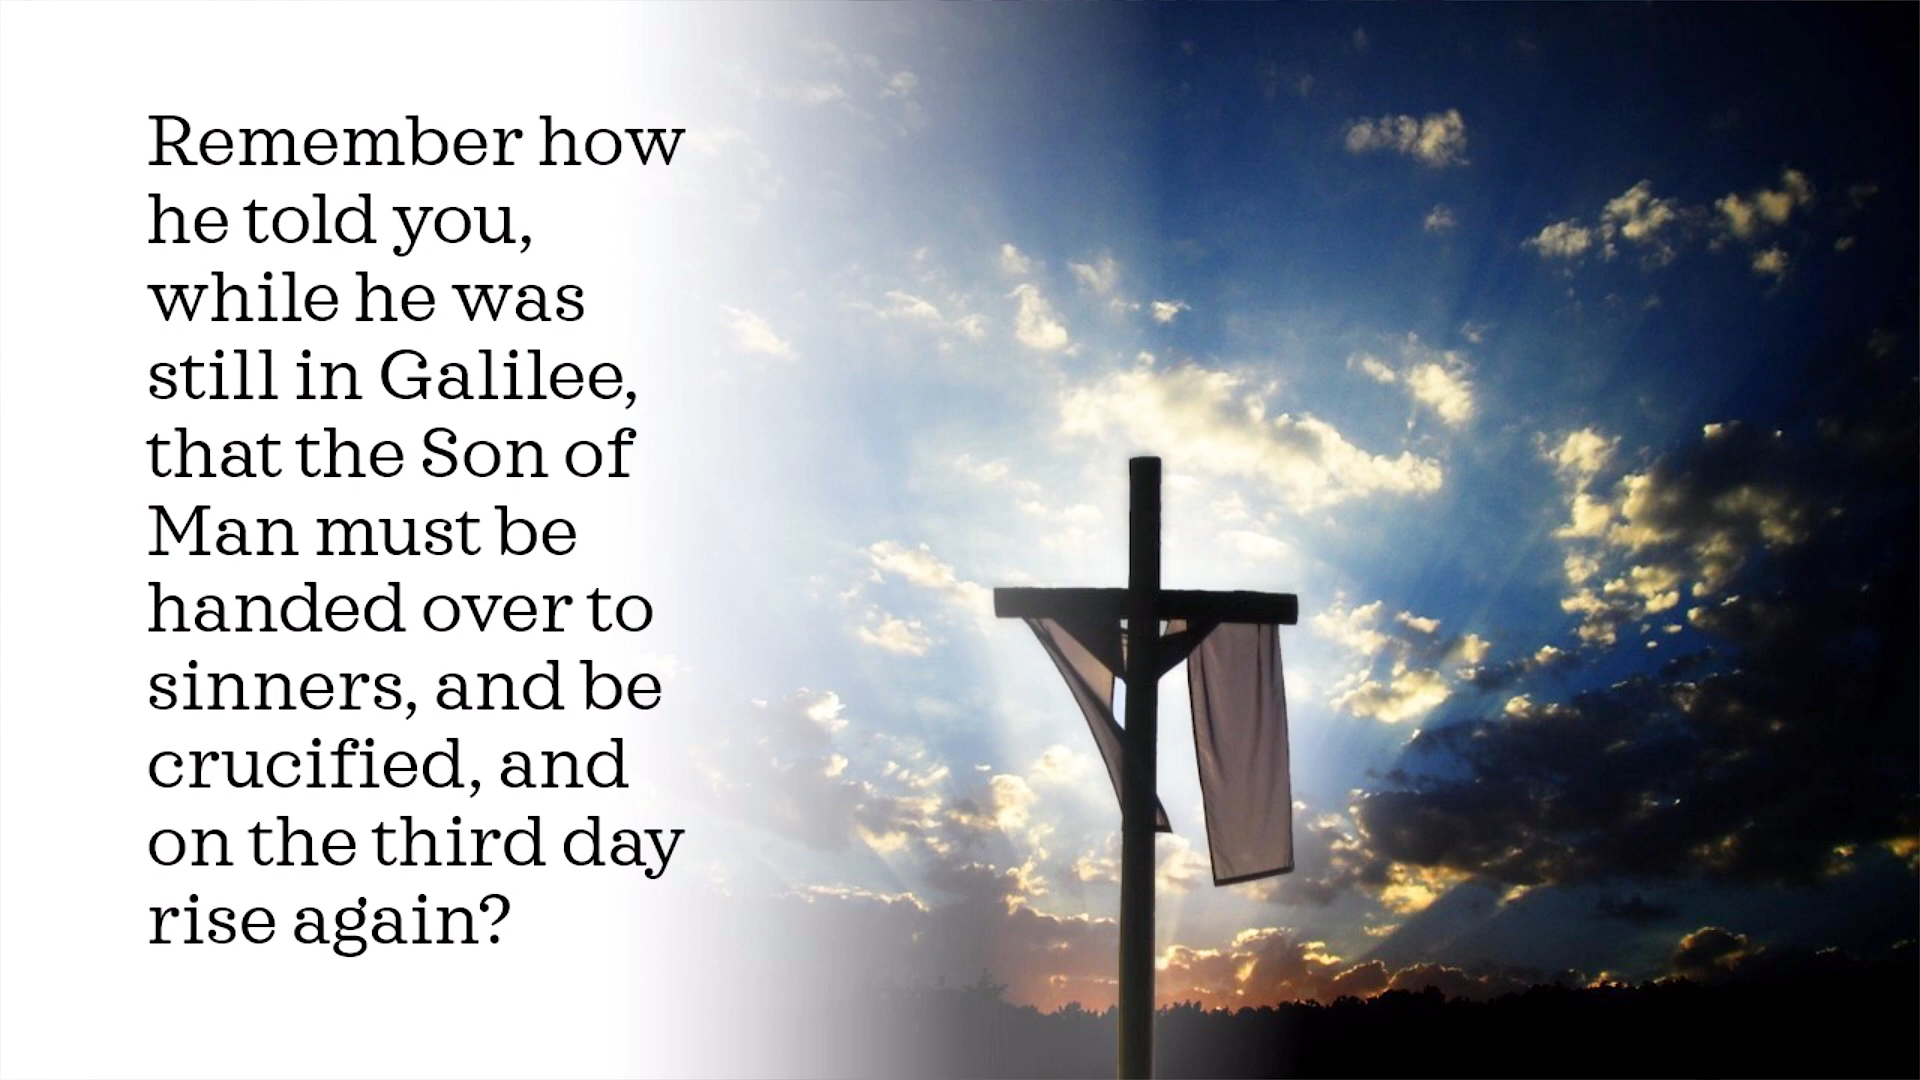 Remember how
he told you,
while he was
still in Galilee,
that the Son of
Man must be
handed over to
sinners, and be
crucified, and
on the third day
rise again?